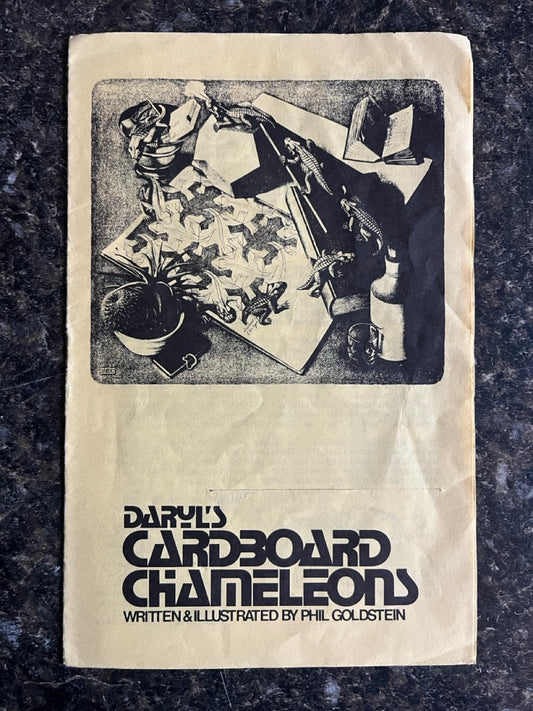 DARYL'S
CARDBOARD
CHAMELEONS
WRITTEN & ILLUSTRATED BY PHIL GOLDSTEIN